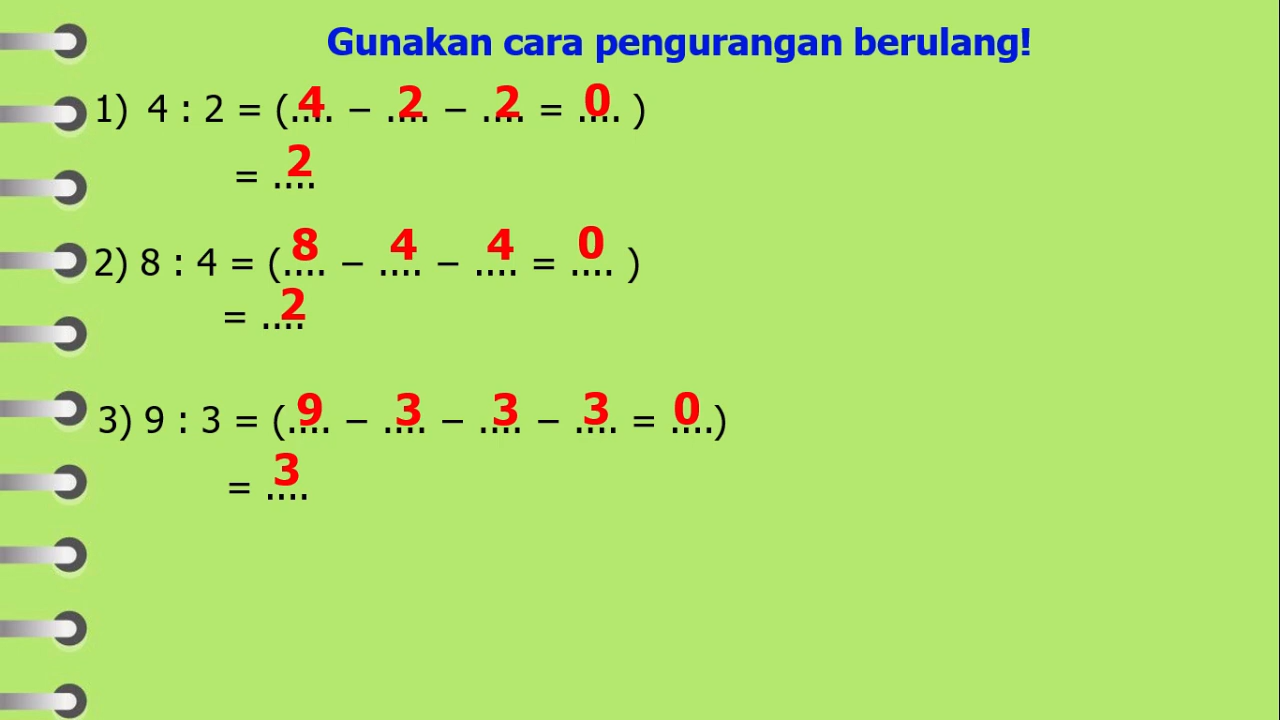 Gunakan cara pengurangan berulang!
1) 4 : 2 = (.4... – .2... – .2... = .0... )
= .2...
2) 8 : 4 = (.8... – .4... – .4... = .0... )
= .2...
3) 9 : 3 = (.9... – .3... – .3... – .3... = .0...)
= .3...